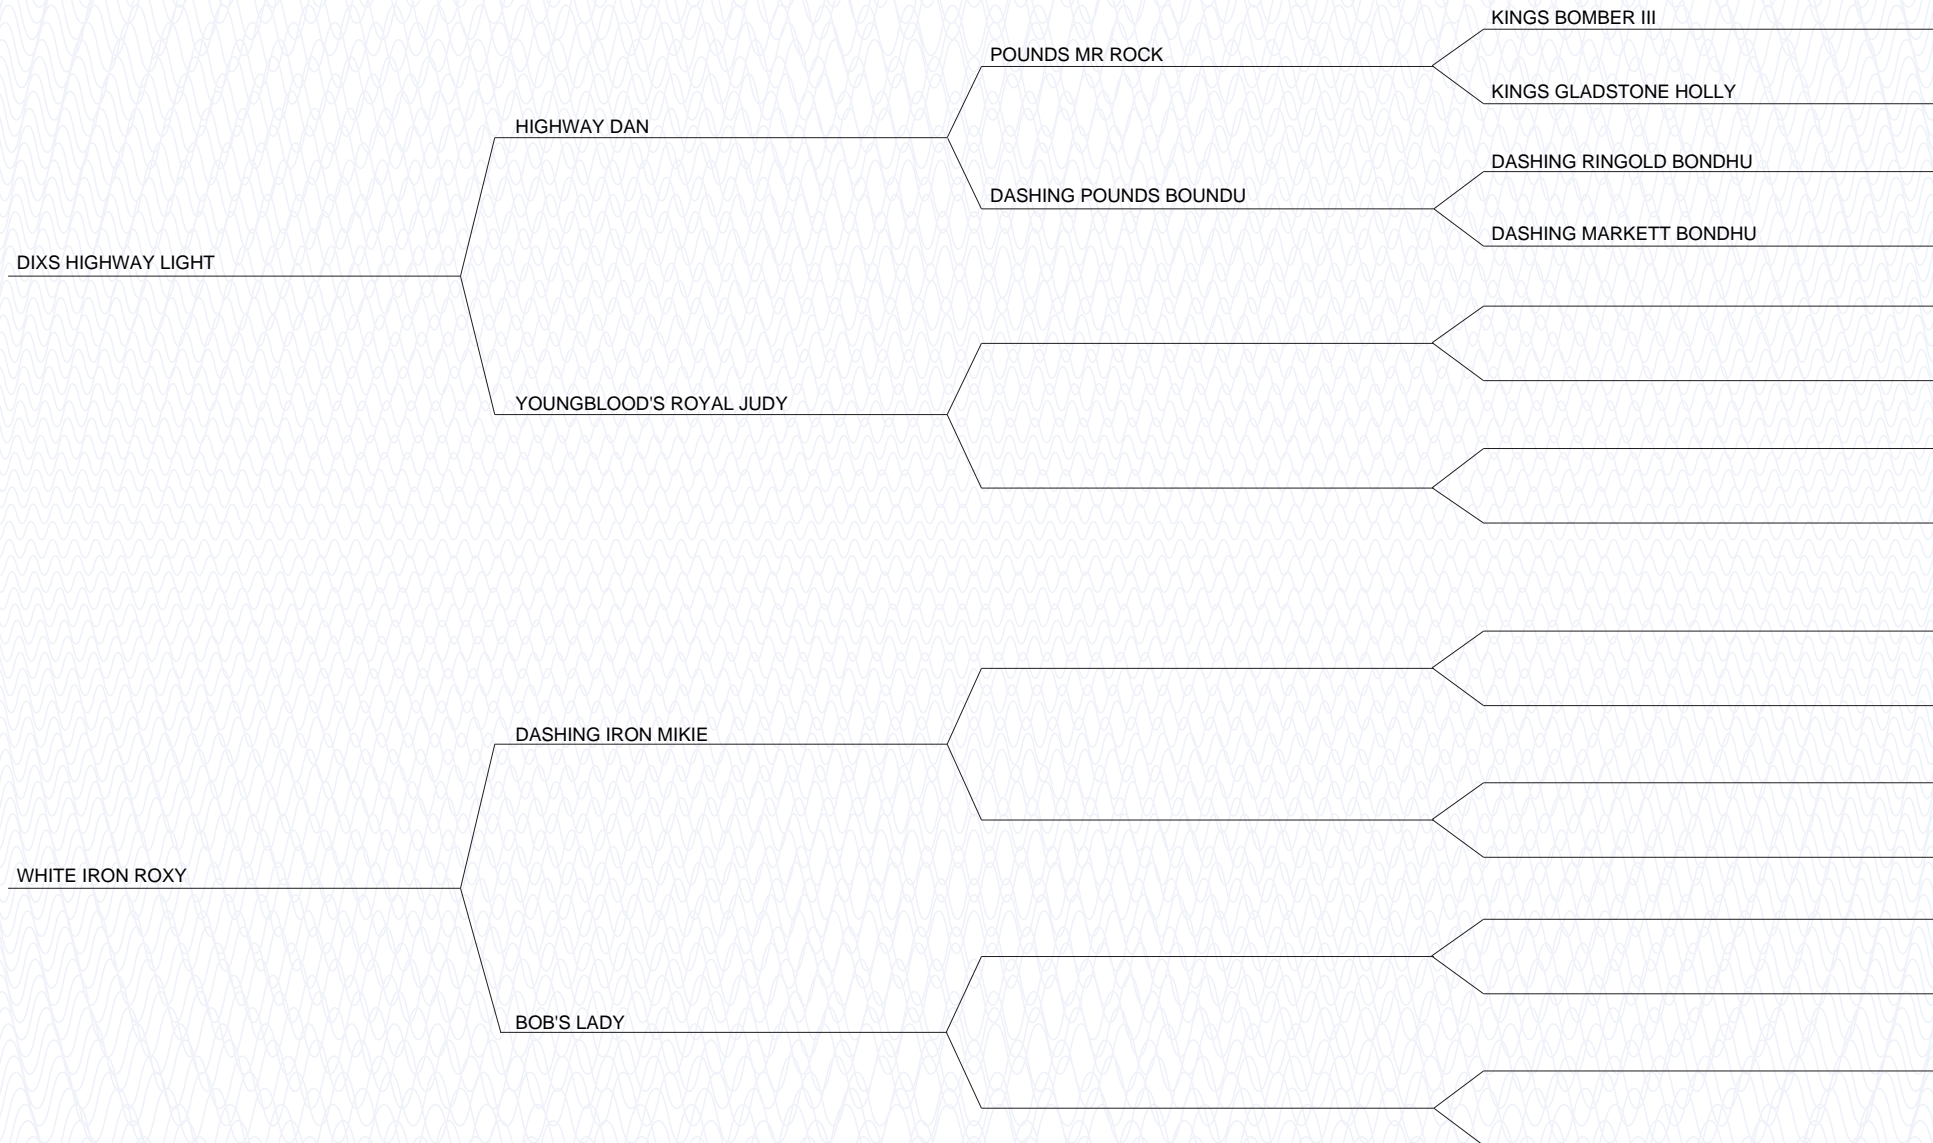 KINGS BOMBER III
POUNDS MR ROCK
KINGS GLADSTONE HOLLY
HIGHWAY DAN
DASHING RINGOLD BONDHU
DASHING POUNDS BOUNDU
DASHING MARKETT BONDHU
DIXS HIGHWAY LIGHT
YOUNGBLOOD'S ROYAL JUDY
DASHING IRON MIKIE
WHITE IRON ROXY
BOB'S LADY